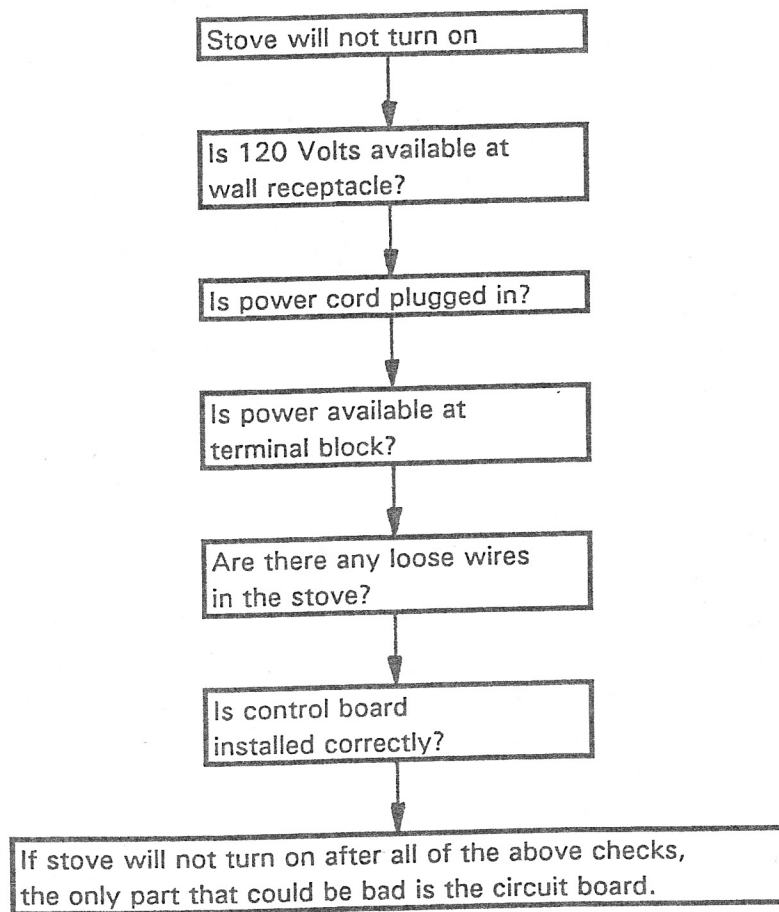 Stove will not turn on
Is 120 Volts available at
wall receptacle?
Is power cord plugged in?
Is power available at
terminal block?
Are there any loose wires
in the stove?
Is control board
installed correctly?
If stove will not turn on after all of the above checks,
the only part that could be bad is the circuit board.